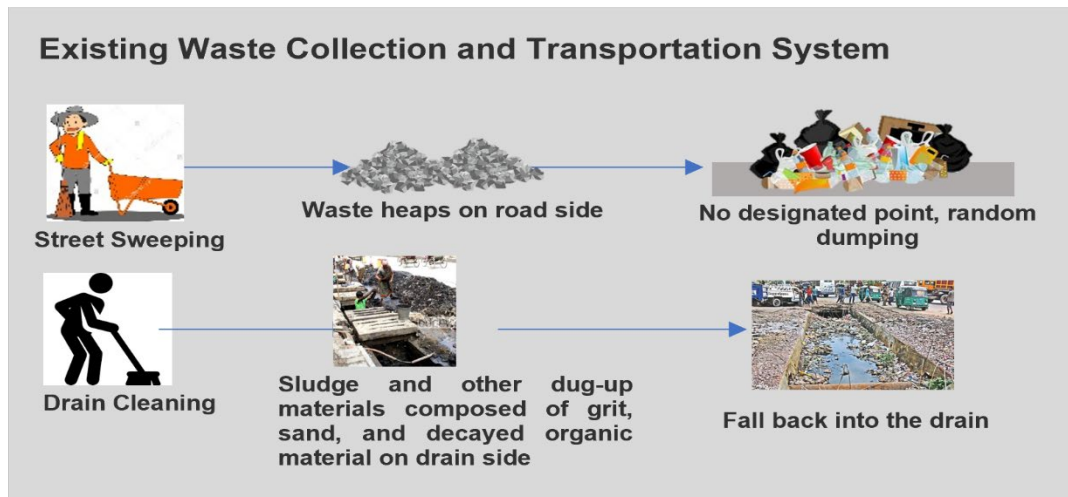 Existing Waste Collection and Transportation System
Street Sweeping
Waste heaps on road side
No designated point, random
dumping
Drain Cleaning
Sludge and other dug-up
materials composed of grit,
sand, and decayed organic
material on drain side
Fall back into the drain